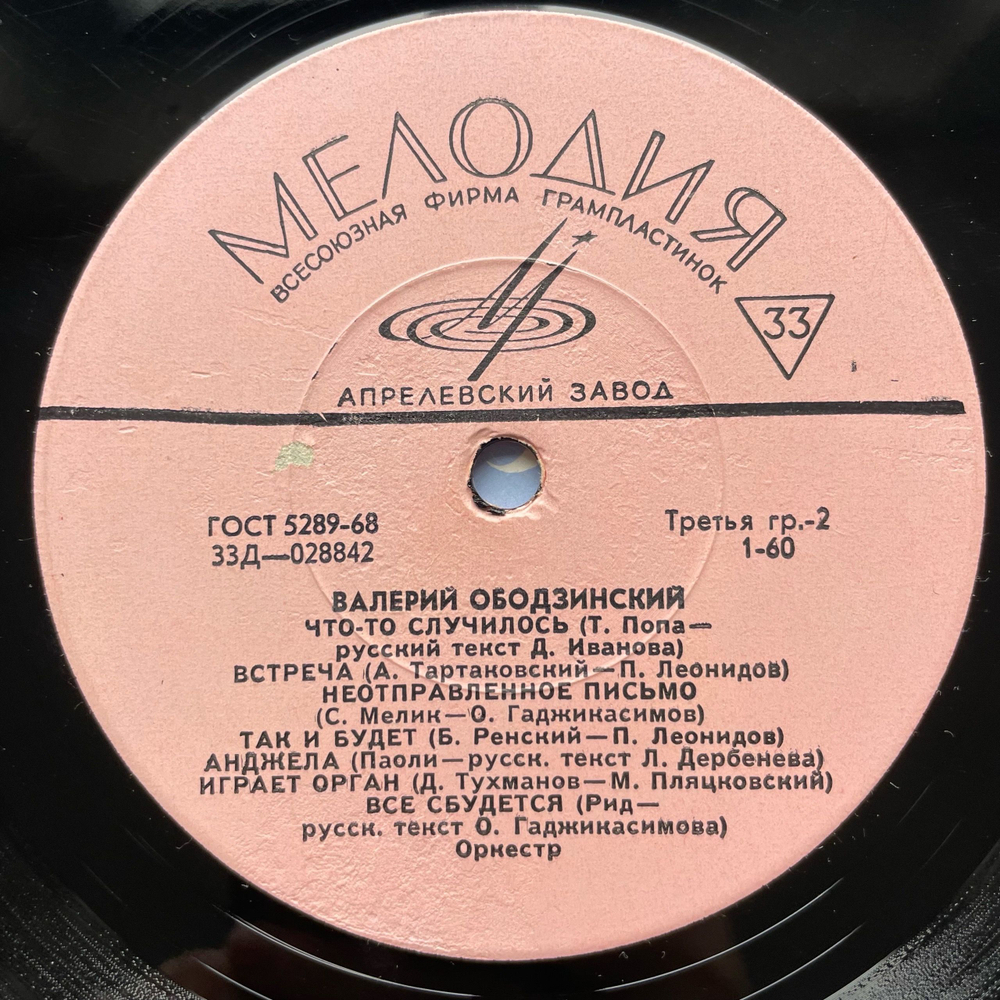 МЕЛОДИЯ
ВСЕСОЮЗНАЯ ФИРМА ГРАМПЛАСТИНОК
33
АПРЕЛЕВСКИЙ ЗАВОД
ГОСТ 5289-68
33Д—028842
Третья гр.-2
1-60
ВАЛЕРИЙ ОБОДЗИНСКИЙ
ЧТО-ТО СЛУЧИЛОСЬ (Т. Попа—
русский текст Д. Иванова)
ВСТРЕЧА (А. Тартаковский—П. Леонидов)
НЕОТПРАВЛЕННОЕ ПИСЬМО
(С. Мелик—О. Гаджикасимов)
ТАК И БУДЕТ (Б. Ренский—П. Леонидов)
АНДЖЕЛА (Паоли—русск. текст Л. Дербенева)
ИГРАЕТ ОРГАН (Д. Тухманов—М. Пляцковский)
ВСЕ СБУДЕТСЯ (Рид—
русск. текст О. Гаджикасимова)
Оркестр